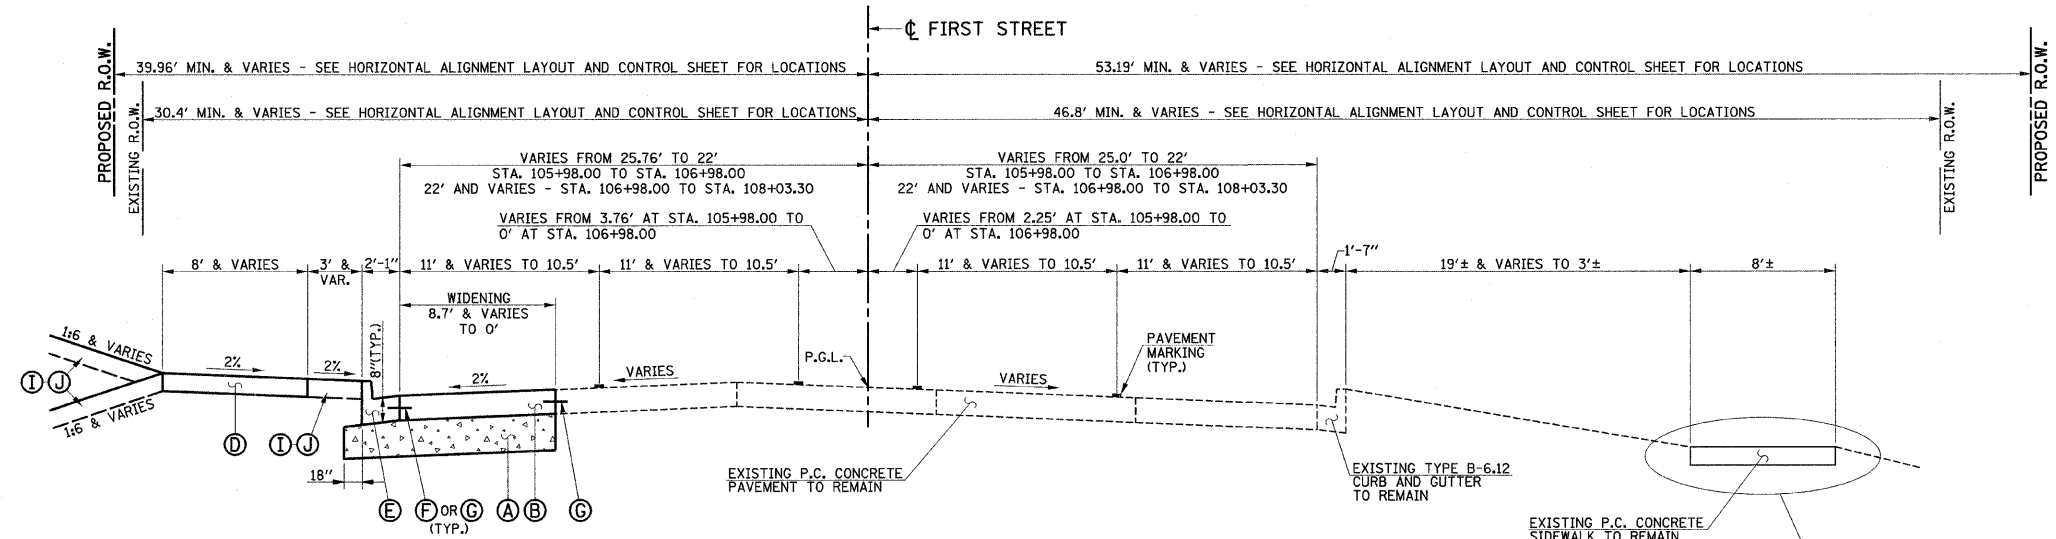 ℄ FIRST STREET
PROPOSED R.O.W.
39.96' MIN. & VARIES - SEE HORIZONTAL ALIGNMENT LAYOUT AND CONTROL SHEET FOR LOCATIONS
53.19' MIN. & VARIES - SEE HORIZONTAL ALIGNMENT LAYOUT AND CONTROL SHEET FOR LOCATIONS
PROPOSED R.O.W.
EXISTING R.O.W.
30.4' MIN. & VARIES - SEE HORIZONTAL ALIGNMENT LAYOUT AND CONTROL SHEET FOR LOCATIONS
46.8' MIN. & VARIES - SEE HORIZONTAL ALIGNMENT LAYOUT AND CONTROL SHEET FOR LOCATIONS
EXISTING R.O.W.
VARIES FROM 25.76' TO 22'
STA. 105+98.00 TO STA. 106+98.00
22' AND VARIES - STA. 106+98.00 TO STA. 108+03.30
VARIES FROM 25.0' TO 22'
STA. 105+98.00 TO STA. 106+98.00
22' AND VARIES - STA. 106+98.00 TO STA. 108+03.30
VARIES FROM 3.76' AT STA. 105+98.00 TO
0' AT STA. 106+98.00
VARIES FROM 2.25' AT STA. 105+98.00 TO
0' AT STA. 106+98.00
8' & VARIES
3' &
VAR.
2'-1"
11' & VARIES TO 10.5'
11' & VARIES TO 10.5'
11' & VARIES TO 10.5'
11' & VARIES TO 10.5'
1'-7"
19'± & VARIES TO 3'±
8'±
WIDENING
8.7' & VARIES
TO 0'
1:6 & VARIES
1:6 & VARIES
2%
2%
8"(TYP.)
2%
VARIES
P.G.L.
VARIES
PAVEMENT
MARKING
(TYP.)
I J
D
I J
18"
E
F OR G
(TYP.)
A
B
G
EXISTING P.C. CONCRETE
PAVEMENT TO REMAIN
EXISTING TYPE B-6.12
CURB AND GUTTER
TO REMAIN
EXISTING P.C. CONCRETE
SIDEWALK TO REMAIN